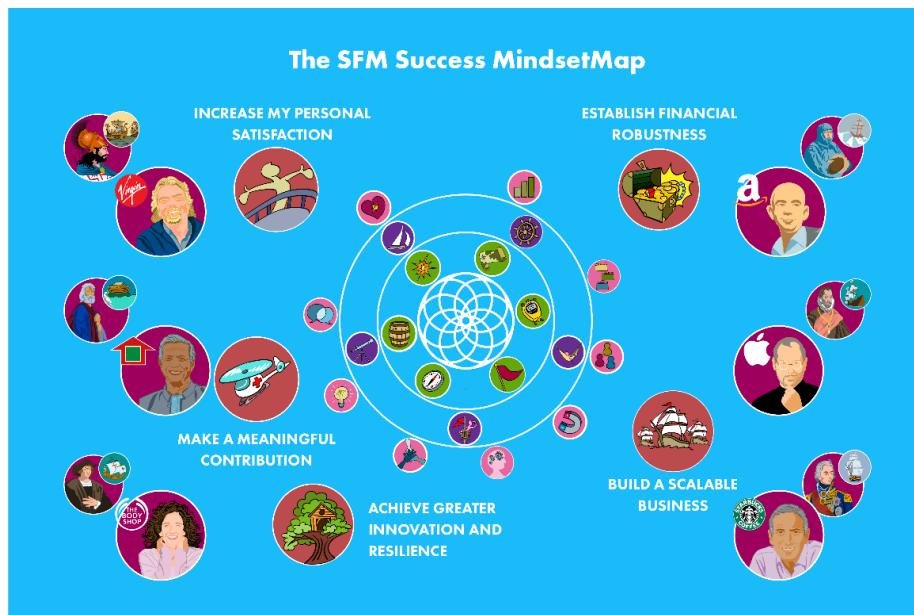 The SFM Success MindsetMap
INCREASE MY PERSONAL
SATISFACTION
ESTABLISH FINANCIAL
ROBUSTNESS
Virgin
a
MAKE A MEANINGFUL
CONTRIBUTION
BUILD A SCALABLE
BUSINESS
THE
BODY
SHOP
ACHIEVE GREATER
INNOVATION AND
RESILIENCE
STARBUCKS
COFFEE